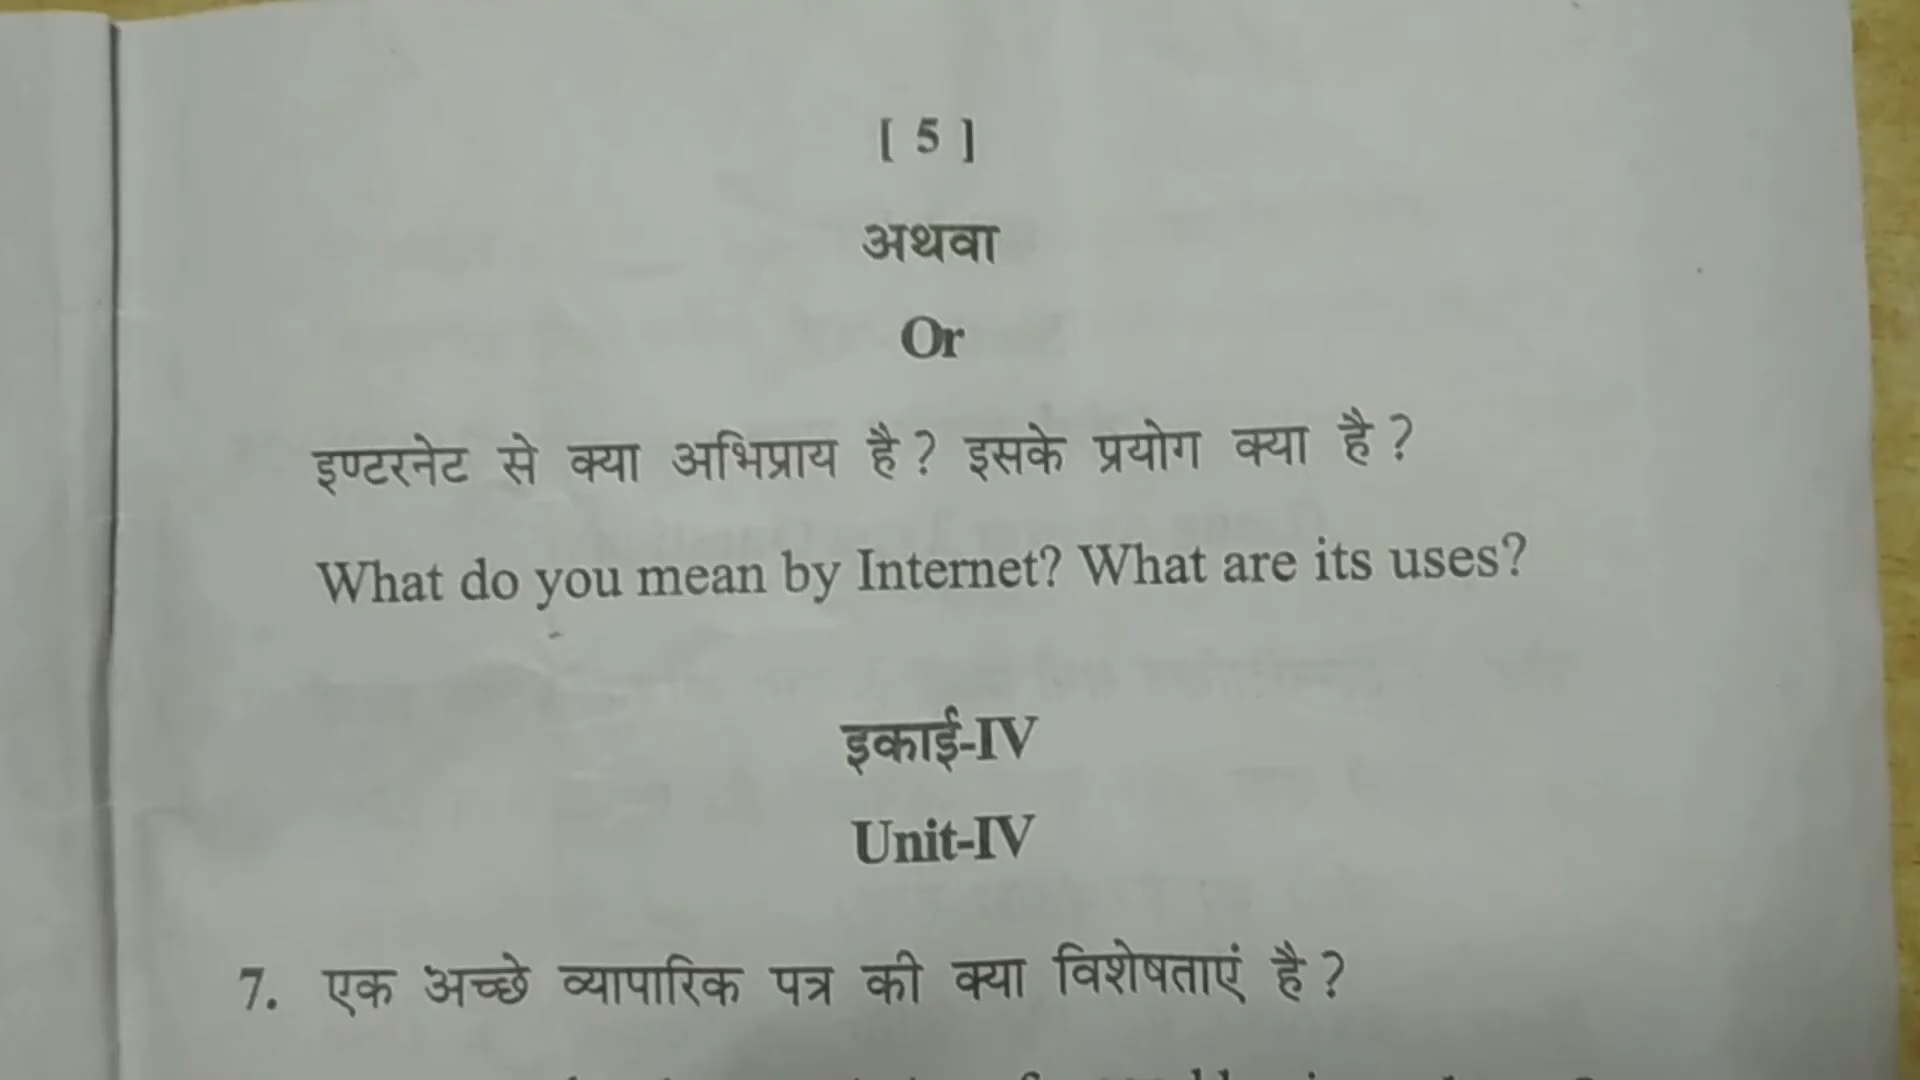 [ 5 ]
अथवा
Or
इण्टरनेट से क्या अभिप्राय है? इसके प्रयोग क्या है?
What do you mean by Internet? What are its uses?
इकाई-IV
Unit-IV
7. एक अच्छे व्यापारिक पत्र की क्या विशेषताएं है?